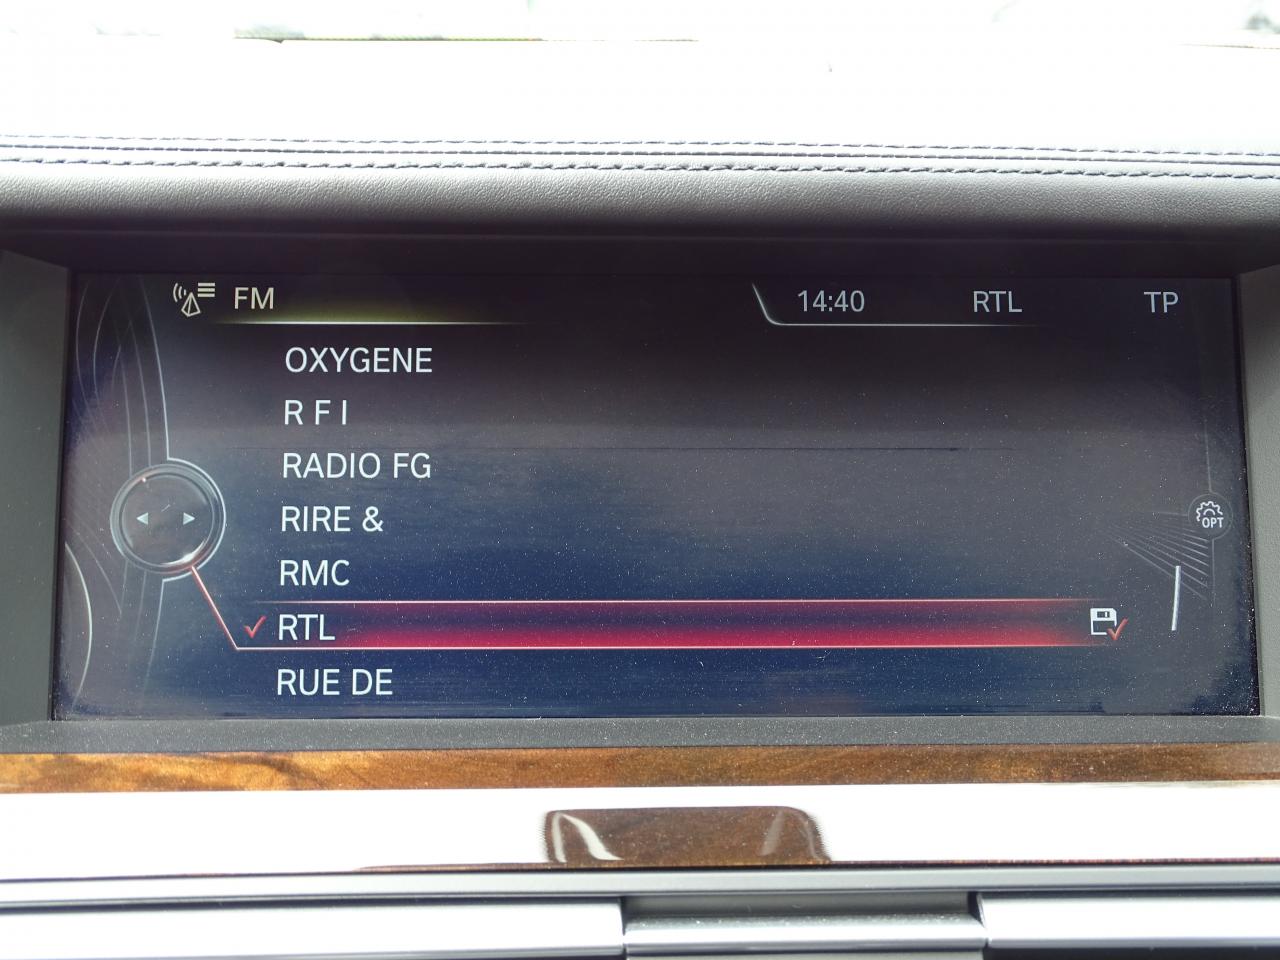 FM 14:40 RTL TP
OXYGENE
R F I
RADIO FG
RIRE &
RMC
RTL
RUE DE
OPT